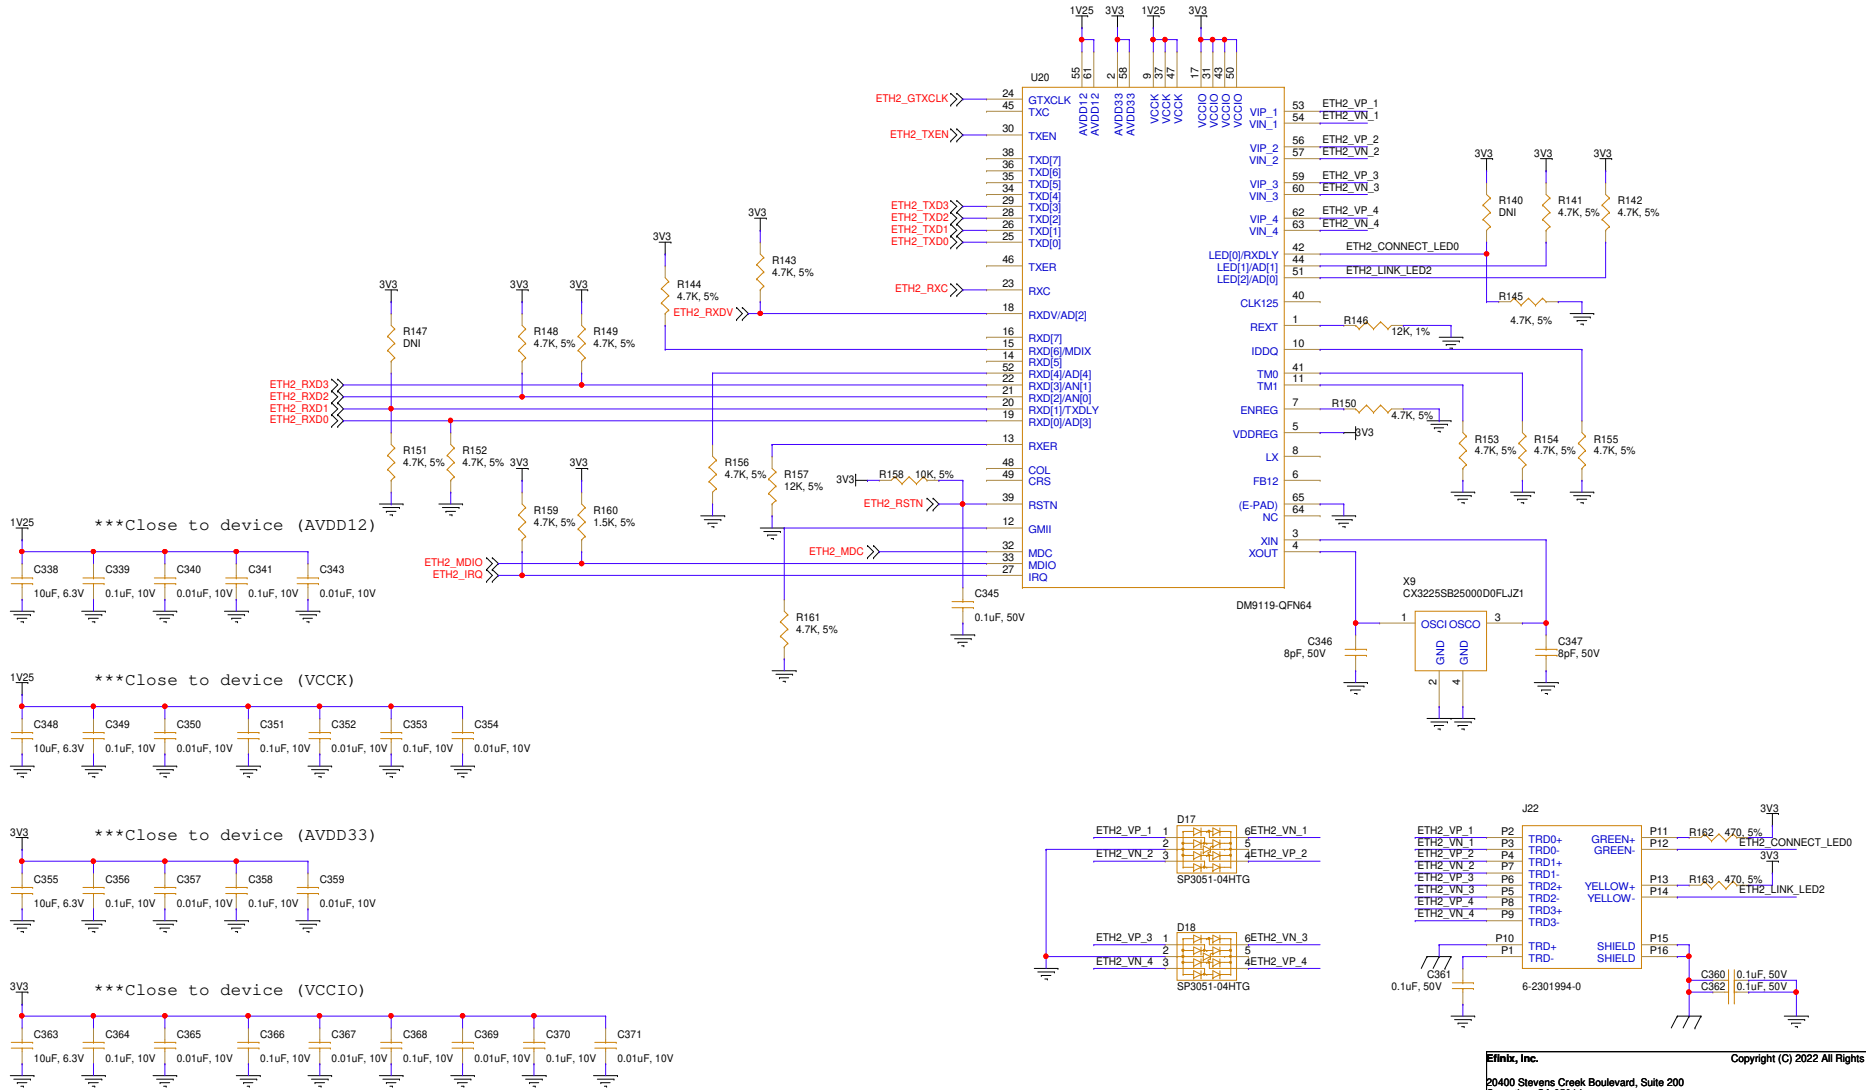 1V25 3V3 1V25 3V3
U20
55 61 2 58 9 37 47 17 31 43 50
AVDD12 AVDD12 AVDD33 AVDD33 VCCK VCCK VCCK VCCIO VCCIO VCCIO VCCIO
ETH2_GTXCLK 24 GTXCLK
45 TXC
ETH2_TXEN 30 TXEN
38 TXD[7]
36 TXD[6]
35 TXD[5]
34 TXD[4]
ETH2_TXD3 29 TXD[3]
ETH2_TXD2 28 TXD[2]
ETH2_TXD1 26 TXD[1]
ETH2_TXD0 25 TXD[0]
46 TXER
ETH2_RXC 23 RXC
ETH2_RXDV 18 RXDV/AD[2]
16 RXD[7]
15 RXD[6]/MDIX
14 RXD[5]
52 RXD[4]/AD[4]
ETH2_RXD3 22 RXD[3]/AN[1]
ETH2_RXD2 21 RXD[2]/AN[0]
ETH2_RXD1 20 RXD[1]/TXDLY
ETH2_RXD0 19 RXD[0]/AD[3]
13 RXER
48 COL
49 CRS
ETH2_RSTN 39 RSTN
12 GMII
ETH2_MDC 32 MDC
ETH2_MDIO 33 MDIO
ETH2_IRQ 27 IRQ
VIP_1 53 ETH2_VP_1
VIN_1 54 ETH2_VN_1
VIP_2 56 ETH2_VP_2
VIN_2 57 ETH2_VN_2
VIP_3 59 ETH2_VP_3
VIN_3 60 ETH2_VN_3
VIP_4 62 ETH2_VP_4
VIN_4 63 ETH2_VN_4
LED[0]/RXDLY 42 ETH2_CONNECT_LED0
LED[1]/AD[1] 44
LED[2]/AD[0] 51 ETH2_LINK_LED2
CLK125 40
REXT 1
IDDQ 10
TM0 41
TM1 11
ENREG 7
VDDREG 5 3V3
LX 8
FB12 6
(E-PAD) 65
NC 64
XIN 3
XOUT 4
DM9119-QFN64
3V3 3V3 3V3
R140 DNI
R141 4.7K, 5%
R142 4.7K, 5%
R145 4.7K, 5%
R146 12K, 1%
R150 4.7K, 5%
R153 4.7K, 5%
R154 4.7K, 5%
R155 4.7K, 5%
3V3 R143 4.7K, 5%
3V3 R144 4.7K, 5%
3V3 R147 DNI
3V3 R148 4.7K, 5%
3V3 R149 4.7K, 5%
R151 4.7K, 5%
R152 4.7K, 5%
R156 4.7K, 5%
R157 12K, 5%
3V3 R158 10K, 5%
3V3 R159 4.7K, 5%
3V3 R160 1.5K, 5%
R161 4.7K, 5%
C345 0.1uF, 50V
X9
CX3225SB25000D0FLJZ1
1 OSCI OSCO 3
GND GND
2 4
C346 8pF, 50V
C347 8pF, 50V
1V25 ***Close to device (AVDD12)
C338 C339 C340 C341 C343
10uF, 6.3V 0.1uF, 10V 0.01uF, 10V 0.1uF, 10V 0.01uF, 10V
1V25 ***Close to device (VCCK)
C348 C349 C350 C351 C352 C353 C354
10uF, 6.3V 0.1uF, 10V 0.01uF, 10V 0.1uF, 10V 0.01uF, 10V 0.1uF, 10V 0.01uF, 10V
3V3 ***Close to device (AVDD33)
C355 C356 C357 C358 C359
10uF, 6.3V 0.1uF, 10V 0.01uF, 10V 0.1uF, 10V 0.01uF, 10V
3V3 ***Close to device (VCCIO)
C363 C364 C365 C366 C367 C368 C369 C370 C371
10uF, 6.3V 0.1uF, 10V 0.01uF, 10V 0.1uF, 10V 0.01uF, 10V 0.1uF, 10V 0.01uF, 10V 0.1uF, 10V 0.01uF, 10V
D17
ETH2_VP_1 1 6 ETH2_VN_1
2 5
ETH2_VN_2 3 4 ETH2_VP_2
SP3051-04HTG
D18
ETH2_VP_3 1 6 ETH2_VN_3
2 5
ETH2_VN_4 3 4 ETH2_VP_4
SP3051-04HTG
J22
ETH2_VP_1 P2 TRD0+
ETH2_VN_1 P3 TRD0-
ETH2_VP_2 P4 TRD1+
ETH2_VN_2 P7 TRD1-
ETH2_VP_3 P6 TRD2+
ETH2_VN_3 P5 TRD2-
ETH2_VP_4 P8 TRD3+
ETH2_VN_4 P9 TRD3-
P10 TRD+
P1 TRD-
GREEN+ P11 R162 470, 5% 3V3
GREEN- P12 ETH2_CONNECT_LED0
YELLOW+ P13 R163 470, 5% 3V3
YELLOW- P14 ETH2_LINK_LED2
SHIELD P15
SHIELD P16
6-2301994-0
C361 0.1uF, 50V
C360 0.1uF, 50V
C362 0.1uF, 50V
Efinix, Inc. Copyright (C) 2022 All Rights
20400 Stevens Creek Boulevard, Suite 200